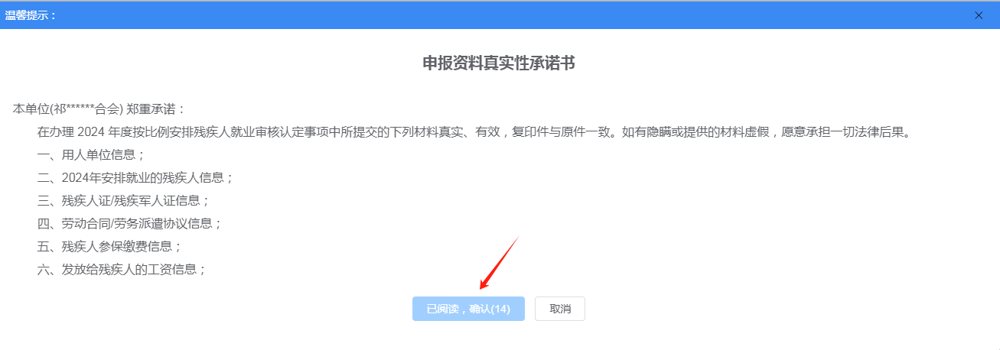 温馨提示：
申报资料真实性承诺书
本单位(祁******合会) 郑重承诺：
在办理 2024 年度按比例安排残疾人就业审核认定事项中所提交的下列材料真实、有效，复印件与原件一致。如有隐瞒或提供的材料虚假，愿意承担一切法律后果。
一、用人单位信息；
二、2024年安排就业的残疾人信息；
三、残疾人证/残疾军人证信息；
四、劳动合同/劳务派遣协议信息；
五、残疾人参保缴费信息；
六、发放给残疾人的工资信息；
已阅读，确认(14) 取消